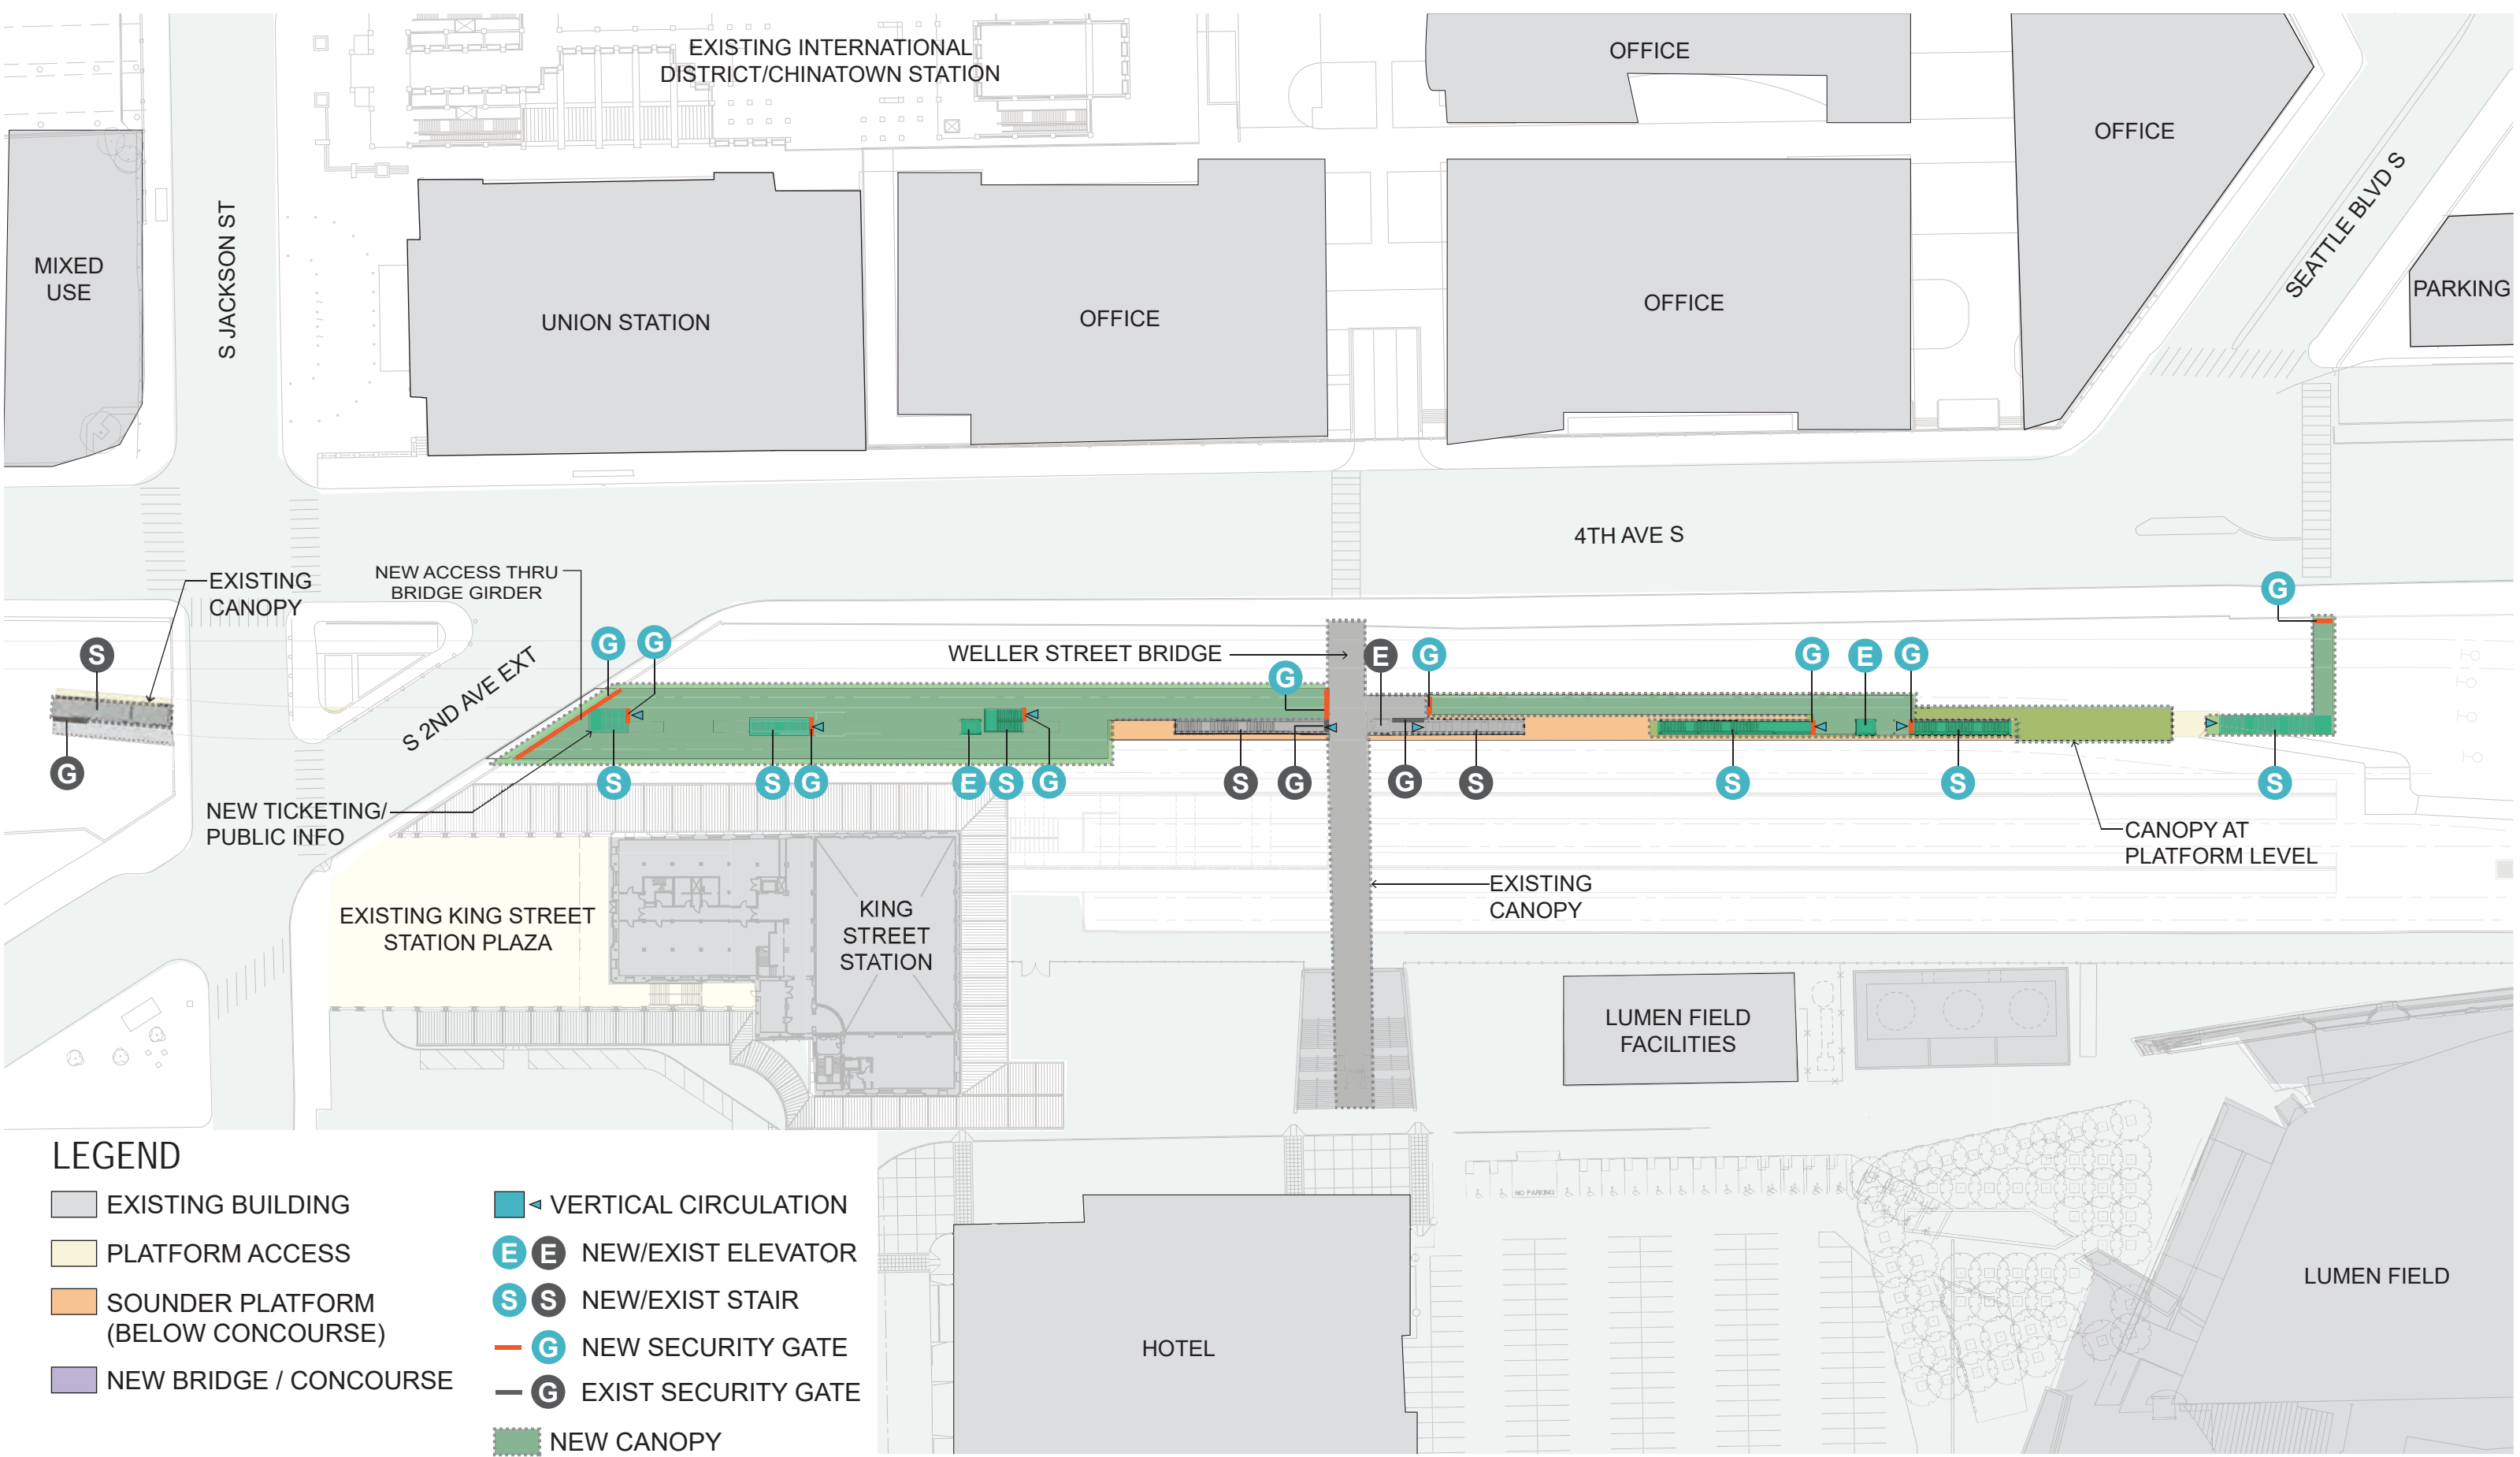 EXISTING INTERNATIONAL
DISTRICT/CHINATOWN STATION
OFFICE
OFFICE
MIXED
USE
S JACKSON ST
UNION STATION
OFFICE
OFFICE
SEATTLE BLVD S
PARKING
4TH AVE S
EXISTING
CANOPY
NEW ACCESS THRU
BRIDGE GIRDER
S 2ND AVE EXT
WELLER STREET BRIDGE
G
S
G
G
G
E
G
G
E
G
G
S
S
G
E
S
G
S
G
G
S
S
S
S
NEW TICKETING/
PUBLIC INFO
CANOPY AT
PLATFORM LEVEL
EXISTING
CANOPY
EXISTING KING STREET
STATION PLAZA
KING
STREET
STATION
LUMEN FIELD
FACILITIES
NO PARKING
HOTEL
LUMEN FIELD
LEGEND
EXISTING BUILDING
PLATFORM ACCESS
SOUNDER PLATFORM
(BELOW CONCOURSE)
NEW BRIDGE / CONCOURSE
VERTICAL CIRCULATION
E E NEW/EXIST ELEVATOR
S S NEW/EXIST STAIR
G NEW SECURITY GATE
G EXIST SECURITY GATE
NEW CANOPY